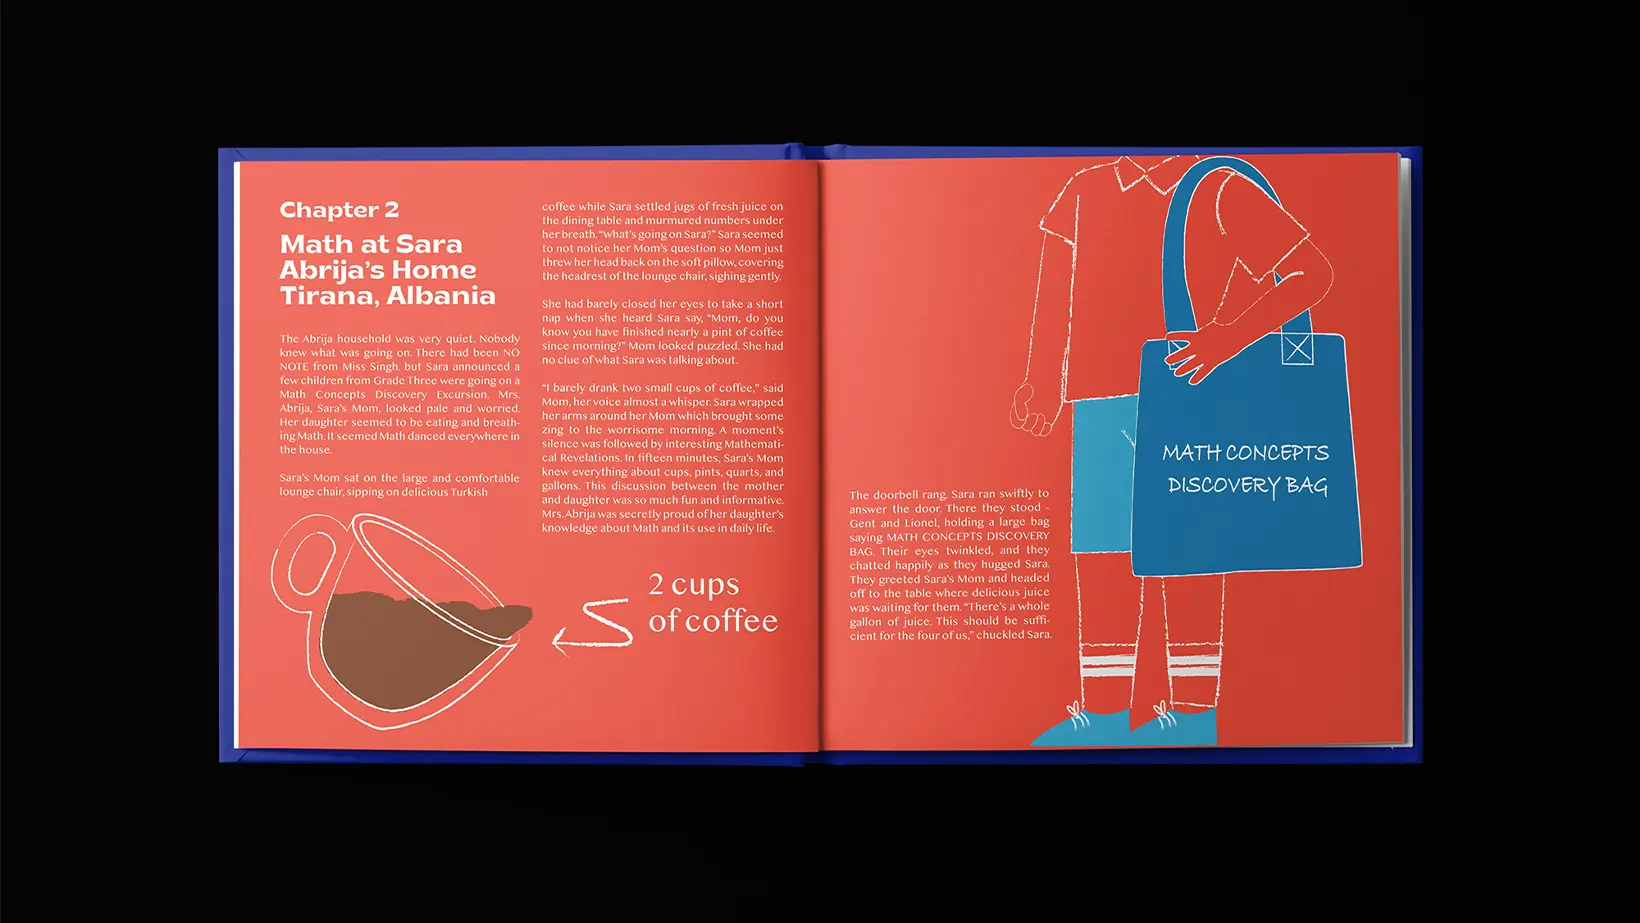 Chapter 2
Math at Sara
Abrija’s Home
Tirana, Albania
The Abrija household was very quiet. Nobody
knew what was going on. There had been NO
NOTE from Miss Singh. but Sara announced a
few children from Grade Three were going on a
Math Concepts Discovery Excursion. Mrs.
Abrija, Sara’s Mom, looked pale and worried.
Her daughter seemed to be eating and breath-
ing Math. It seemed Math danced everywhere in
the house.
Sara’s Mom sat on the large and comfortable
lounge chair, sipping on delicious Turkish
coffee while Sara settled jugs of fresh juice on
the dining table and murmured numbers under
her breath. “What’s going on Sara?” Sara seemed
to not notice her Mom’s question so Mom just
threw her head back on the soft pillow, covering
the headrest of the lounge chair, sighing gently.
She had barely closed her eyes to take a short
nap when she heard Sara say, “Mom, do you
know you have finished nearly a pint of coffee
since morning?” Mom looked puzzled. She had
no clue of what Sara was talking about.
“I barely drank two small cups of coffee,” said
Mom, her voice almost a whisper. Sara wrapped
her arms around her Mom which brought some
zing to the worrisome morning. A moment’s
silence was followed by interesting Mathemati-
cal Revelations. In fifteen minutes, Sara’s Mom
knew everything about cups, pints, quarts, and
gallons. This discussion between the mother
and daughter was so much fun and informative.
Mrs. Abrija was secretly proud of her daughter’s
knowledge about Math and its use in daily life.
2 cups
of coffee
The doorbell rang. Sara ran swiftly to
answer the door. There they stood -
Gent and Lionel, holding a large bag
saying MATH CONCEPTS DISCOVERY
BAG. Their eyes twinkled, and they
chatted happily as they hugged Sara.
They greeted Sara’s Mom and headed
off to the table where delicious juice
was waiting for them. “There’s a whole
gallon of juice. This should be suffi-
cient for the four of us,” chuckled Sara.
MATH CONCEPTS
DISCOVERY BAG